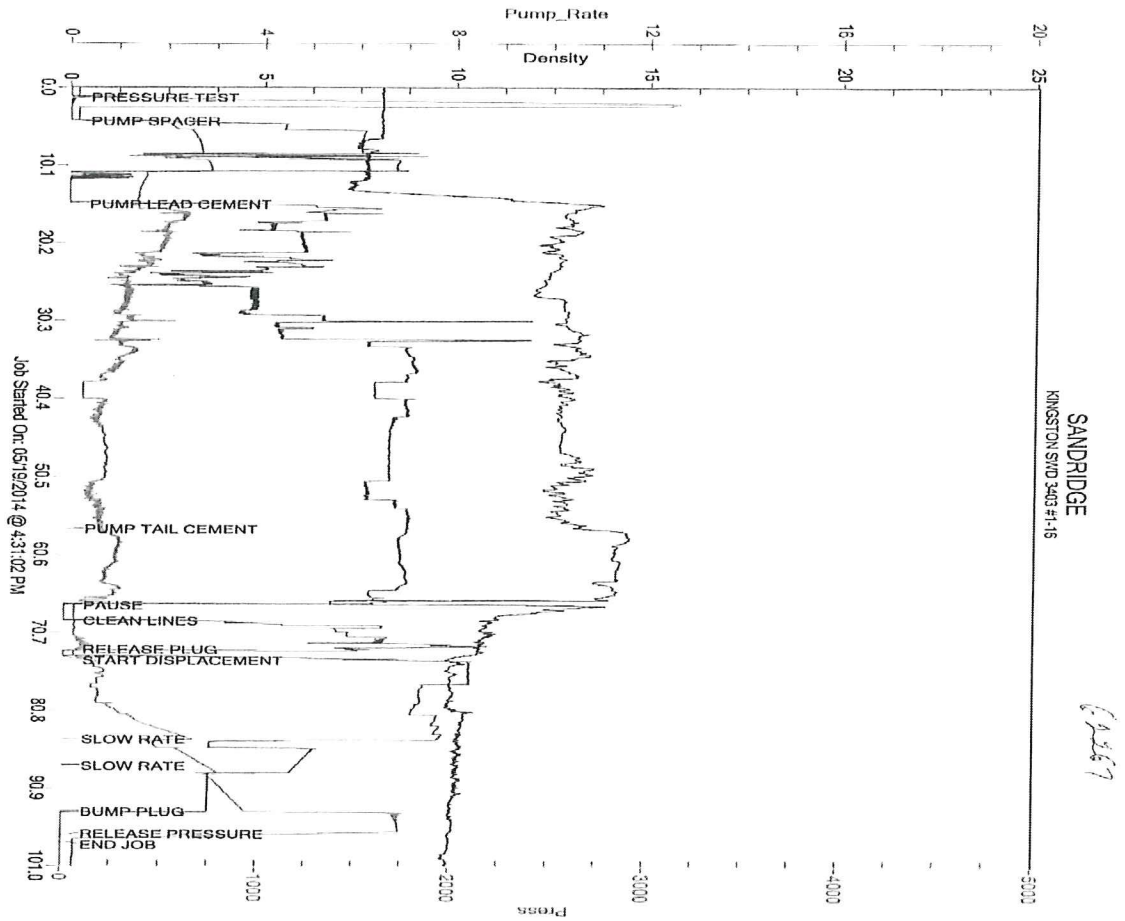 Pump_Rate
0 4 8 12 16 20
Density
0 5 10 15 20 25
SANDRIDGE
KINGSTON SWD 3403 #1-16
0.0
PRESSURE TEST
PUMP SPACER
10.1
PUMP LEAD CEMENT
20.2
30.3
40.4
50.5
PUMP TAIL CEMENT
60.6
PAUSE
CLEAN LINES
70.7
RELEASE PLUG
START DISPLACEMENT
80.8
SLOW RATE
SLOW RATE
90.9
BUMP PLUG
RELEASE PRESSURE
END JOB
101.0
Job Started On: 05/19/2014 @ 4:31:02 PM
0 1000 2000 3000 4000 5000
Press